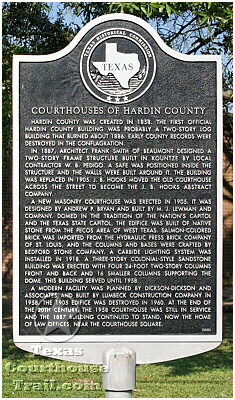 TEXAS HISTORICAL COMMISSION
TEXAS
COURTHOUSES OF HARDIN COUNTY
HARDIN COUNTY WAS CREATED IN 1858. THE FIRST OFFICIAL
HARDIN COUNTY BUILDING WAS PROBABLY A TWO-STORY LOG
BUILDING THAT BURNED ABOUT 1886. EARLY COUNTY RECORDS WERE
DESTROYED IN THE CONFLAGRATION.
IN 1887, ARCHITECT FRANK SMITH OF BEAUMONT DESIGNED A
TWO-STORY FRAME STRUCTURE BUILT IN KOUNTZE BY LOCAL
CONTRACTOR W. B. PEDIGO. A SAFE WAS POSITIONED INSIDE
THE STRUCTURE AND THE WALLS WERE BUILT AROUND IT. THE BUILDING
WAS REPLACED IN 1905. J. B. HOOKS MOVED THE OLD COURTHOUSE
ACROSS THE STREET TO BECOME THE J. B. HOOKS ABSTRACT
COMPANY.
A NEW MASONRY COURTHOUSE WAS ERECTED IN 1905. IT WAS
DESIGNED BY ANDREW P. BRYAN AND BUILT BY M. J. LEWMAN AND
COMPANY. DOMED IN THE TRADITION OF THE NATION'S CAPITOL
AND THE TEXAS STATE CAPITOL, THE EDIFICE WAS BUILT OF NATIVE
STONE FROM THE PECOS AREA OF WEST TEXAS. SALMON-COLORED
BRICK WAS IMPORTED FROM THE HYDRAULIC PRESS BRICK COMPANY
OF ST. LOUIS, AND THE COLUMNS AND BASES WERE CRAFTED BY
BEDFORD STONE COMPANY. A CARBIDE LIGHTING SYSTEM WAS
INSTALLED IN 1918. A THREE-STORY COLONIAL-STYLE SANDSTONE
BUILDING WAS ERECTED WITH FOUR 24-FOOT TWO-STORY COLUMNS
FRONT AND BACK AND 16 SMALLER COLUMNS SUPPORTING THE
DOME. THIS BUILDING SERVED UNTIL 1958.
A MODERN FACILITY WAS PLANNED BY DICKSON-DICKSON AND
ASSOCIATES, AND BUILT BY LUMBECK CONSTRUCTION COMPANY IN
1958. THE 1905 EDIFICE WAS DESTROYED IN 1960. AT THE END OF
THE 20TH CENTURY, THE 1958 COURTHOUSE WAS STILL IN SERVICE
AND THE 1887 BUILDING CONTINUED TO STAND, NOW THE HOME
OF LAW OFFICES, NEAR THE COURTHOUSE SQUARE.
Texas
Courthouse
Trail.com